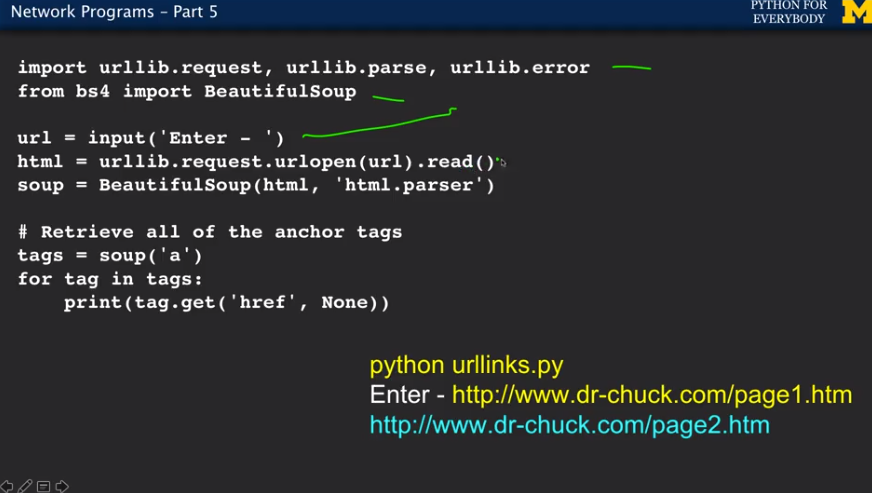 Network Programs – Part 5
PYTHON FOR
EVERYBODY
M
import urllib.request, urllib.parse, urllib.error
from bs4 import BeautifulSoup
url = input('Enter - ')
html = urllib.request.urlopen(url).read()
soup = BeautifulSoup(html, 'html.parser')
# Retrieve all of the anchor tags
tags = soup('a')
for tag in tags:
    print(tag.get('href', None))
python urllinks.py
Enter - http://www.dr-chuck.com/page1.htm
http://www.dr-chuck.com/page2.htm